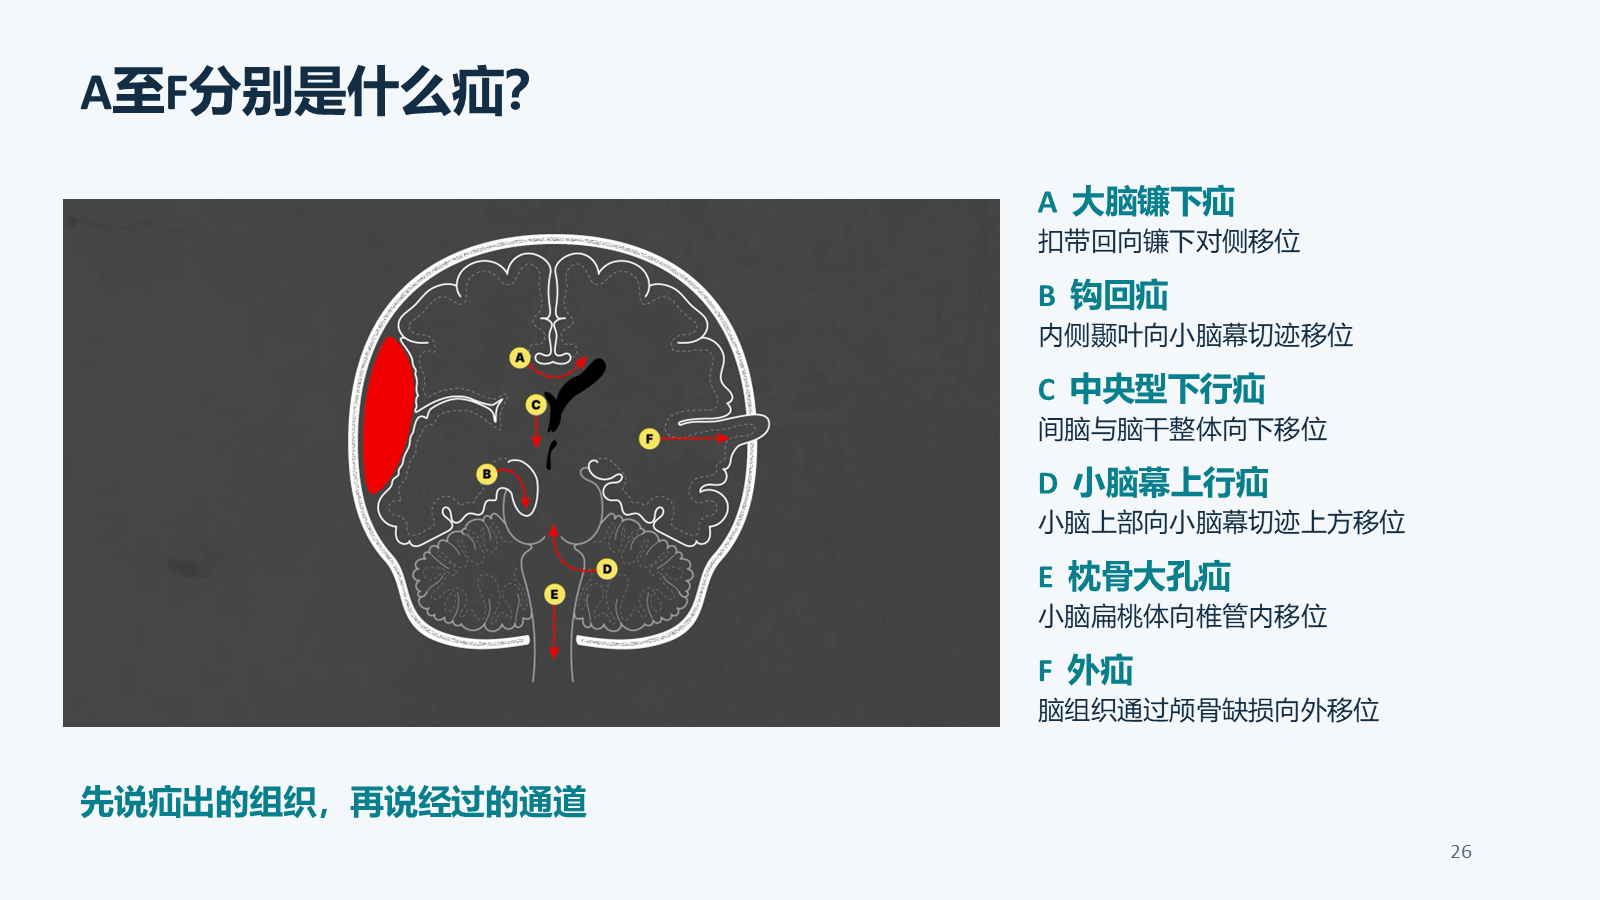 A至F分别是什么疝？
A
C
F
B
D
E
A 大脑镰下疝
扣带回向镰下对侧移位
B 钩回疝
内侧颞叶向小脑幕切迹移位
C 中央型下行疝
间脑与脑干整体向下移位
D 小脑幕上行疝
小脑上部向小脑幕切迹上方移位
E 枕骨大孔疝
小脑扁桃体向椎管内移位
F 外疝
脑组织通过颅骨缺损向外移位
先说疝出的组织，再说经过的通道
26